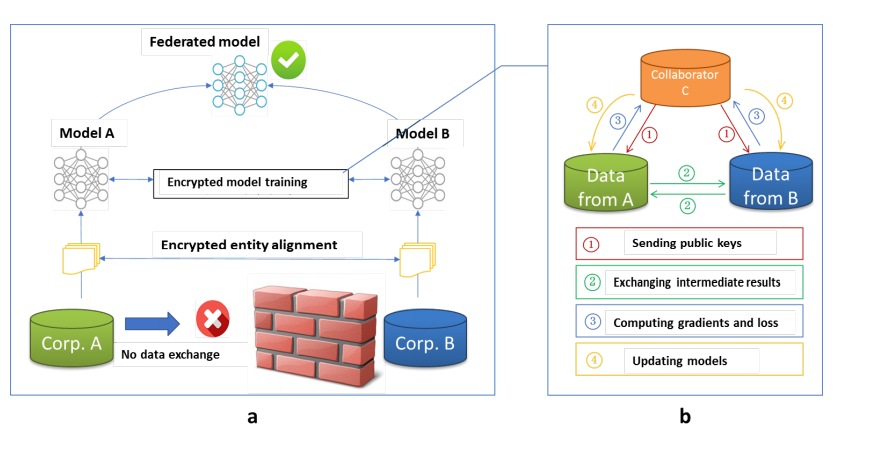 Federated model
Model A
Model B
Encrypted model training
Encrypted entity alignment
Corp. A
No data exchange
Corp. B
a
Collaborator
C
④
④
③
③
①
①
Data
from A
②
②
Data
from B
① Sending public keys
② Exchanging intermediate results
③ Computing gradients and loss
④ Updating models
b